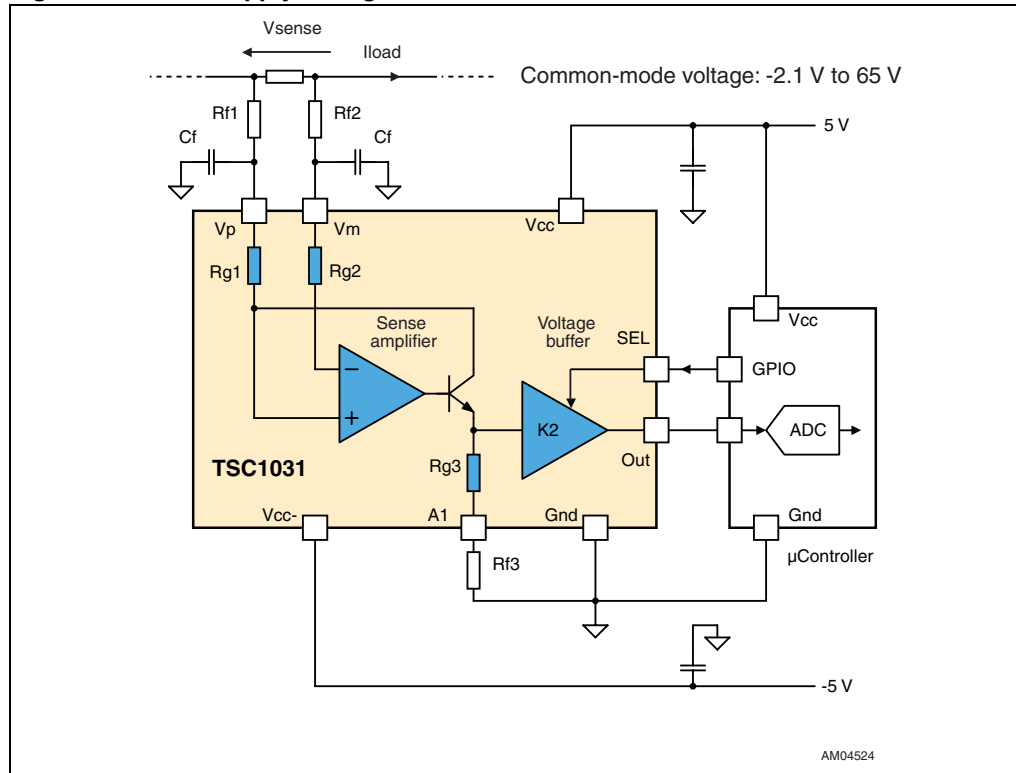 Vsense
Iload
Common-mode voltage: -2.1 V to 65 V
Rf1
Rf2
5 V
Cf
Cf
Vp
Vm
Vcc
Rg1
Rg2
Vcc
Sense
amplifier
Voltage
buffer
SEL
GPIO
−
+
K2
ADC
Rg3
Out
TSC1031
Vcc-
A1
Gnd
Gnd
Rf3
µController
-5 V
AM04524